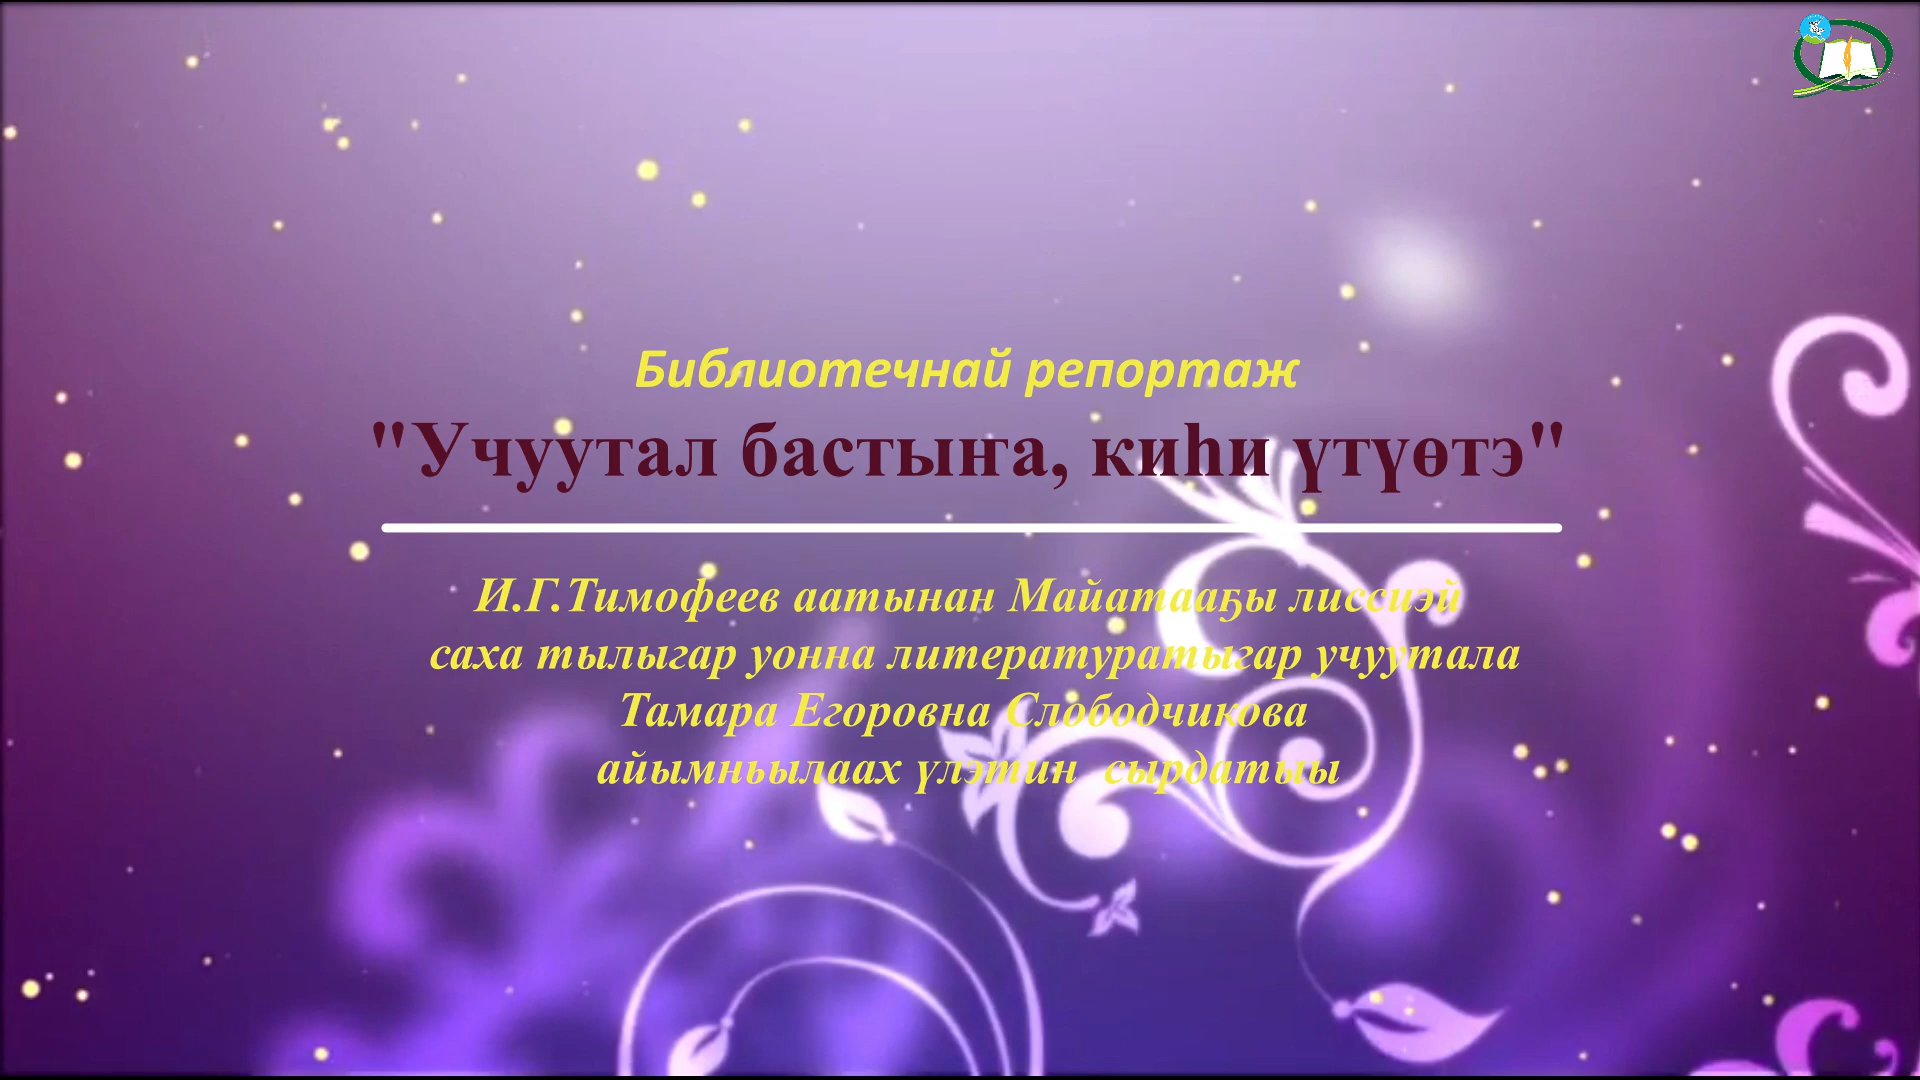 Библиотечнай репортаж
"Учуутал бастыҥа, киһи үтүөтэ"
И.Г.Тимофеев аатынан Майатааҕы лиссиэй
саха тылыгар уонна литературатыгар учуутала
Тамара Егоровна Слободчикова
айымньылаах үлэтин сырдатыы